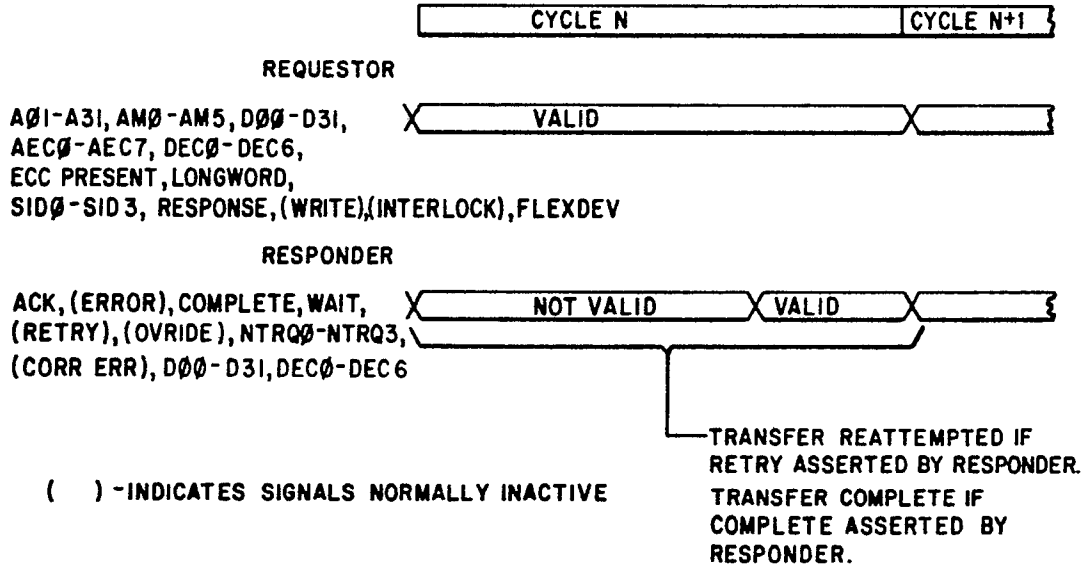 CYCLE N CYCLE N+1
REQUESTOR
AØ1-A31, AMØ-AM5, DØØ-D31, VALID
AECØ-AEC7, DECØ-DEC6,
ECC PRESENT, LONGWORD,
SIDØ-SID3, RESPONSE, (WRITE),(INTERLOCK), FLEXDEV
RESPONDER
ACK, (ERROR), COMPLETE, WAIT, NOT VALID VALID
(RETRY), (OVRIDE), NTRQØ-NTRQ3,
(CORR ERR), DØØ-D31, DECØ-DEC6
TRANSFER REATTEMPTED IF
RETRY ASSERTED BY RESPONDER.
( ) - INDICATES SIGNALS NORMALLY INACTIVE
TRANSFER COMPLETE IF
COMPLETE ASSERTED BY
RESPONDER.